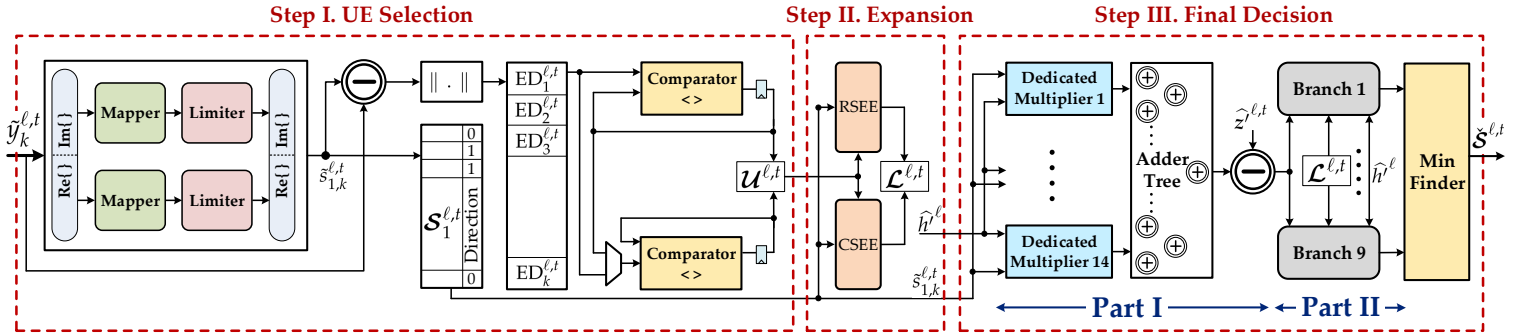 Step I. UE Selection
Step II. Expansion
Step III. Final Decision
ỹ_k^{ℓ,t}
Re{} Im{}
Mapper
Limiter
Mapper
Limiter
Re{} Im{}
s̃_{1,k}^{ℓ,t}
−
‖ . ‖
S_1^{ℓ,t}
0
1
1
Direction
0
ED_1^{ℓ,t}
ED_2^{ℓ,t}
ED_3^{ℓ,t}
ED_k^{ℓ,t}
Comparator
<>
U^{ℓ,t}
Comparator
<>
RSEE
CSEE
L^{ℓ,t}
ĥ'^ℓ
s̃_{1,k}^{ℓ,t}
Dedicated
Multiplier 1
Dedicated
Multiplier 14
+ + + +
Adder
Tree
+
+ + + +
ẑ'^{ℓ,t}
−
Branch 1
L^{ℓ,t}
ĥ'^ℓ
Branch 9
Min
Finder
š^{ℓ,t}
Part I
Part II